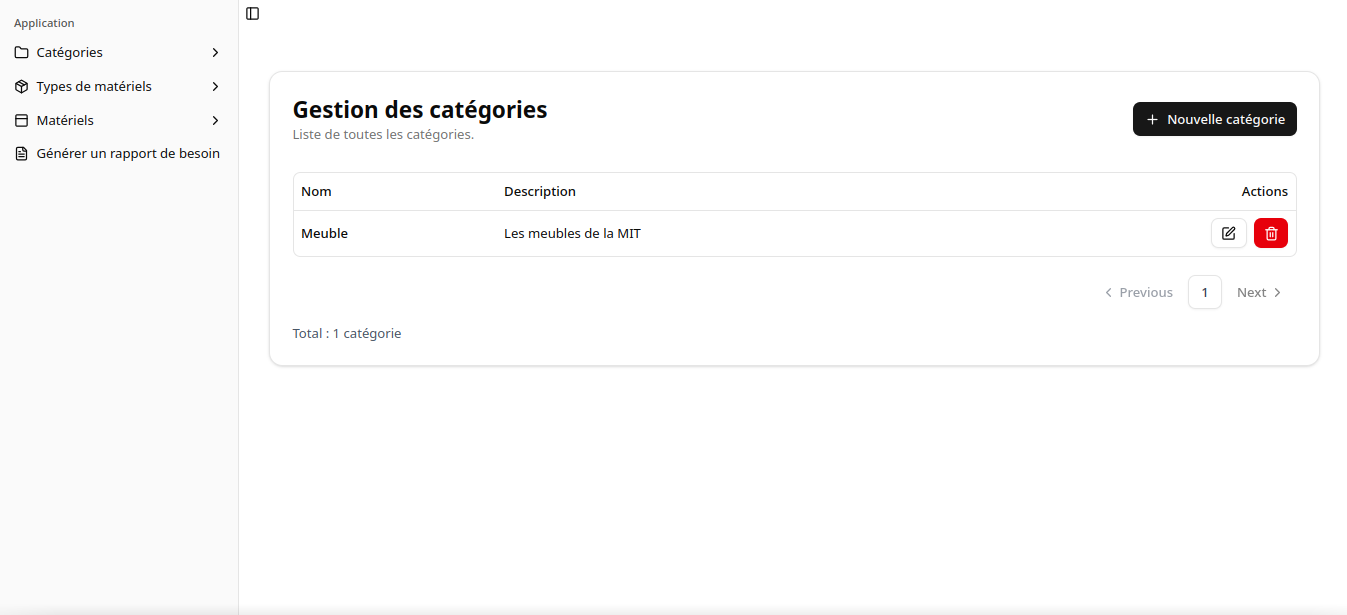 Application
Catégories
Types de matériels
Matériels
Générer un rapport de besoin
Gestion des catégories
Liste de toutes les catégories.
Nouvelle catégorie
Nom Description Actions
Meuble Les meubles de la MIT
Previous 1 Next
Total : 1 catégorie